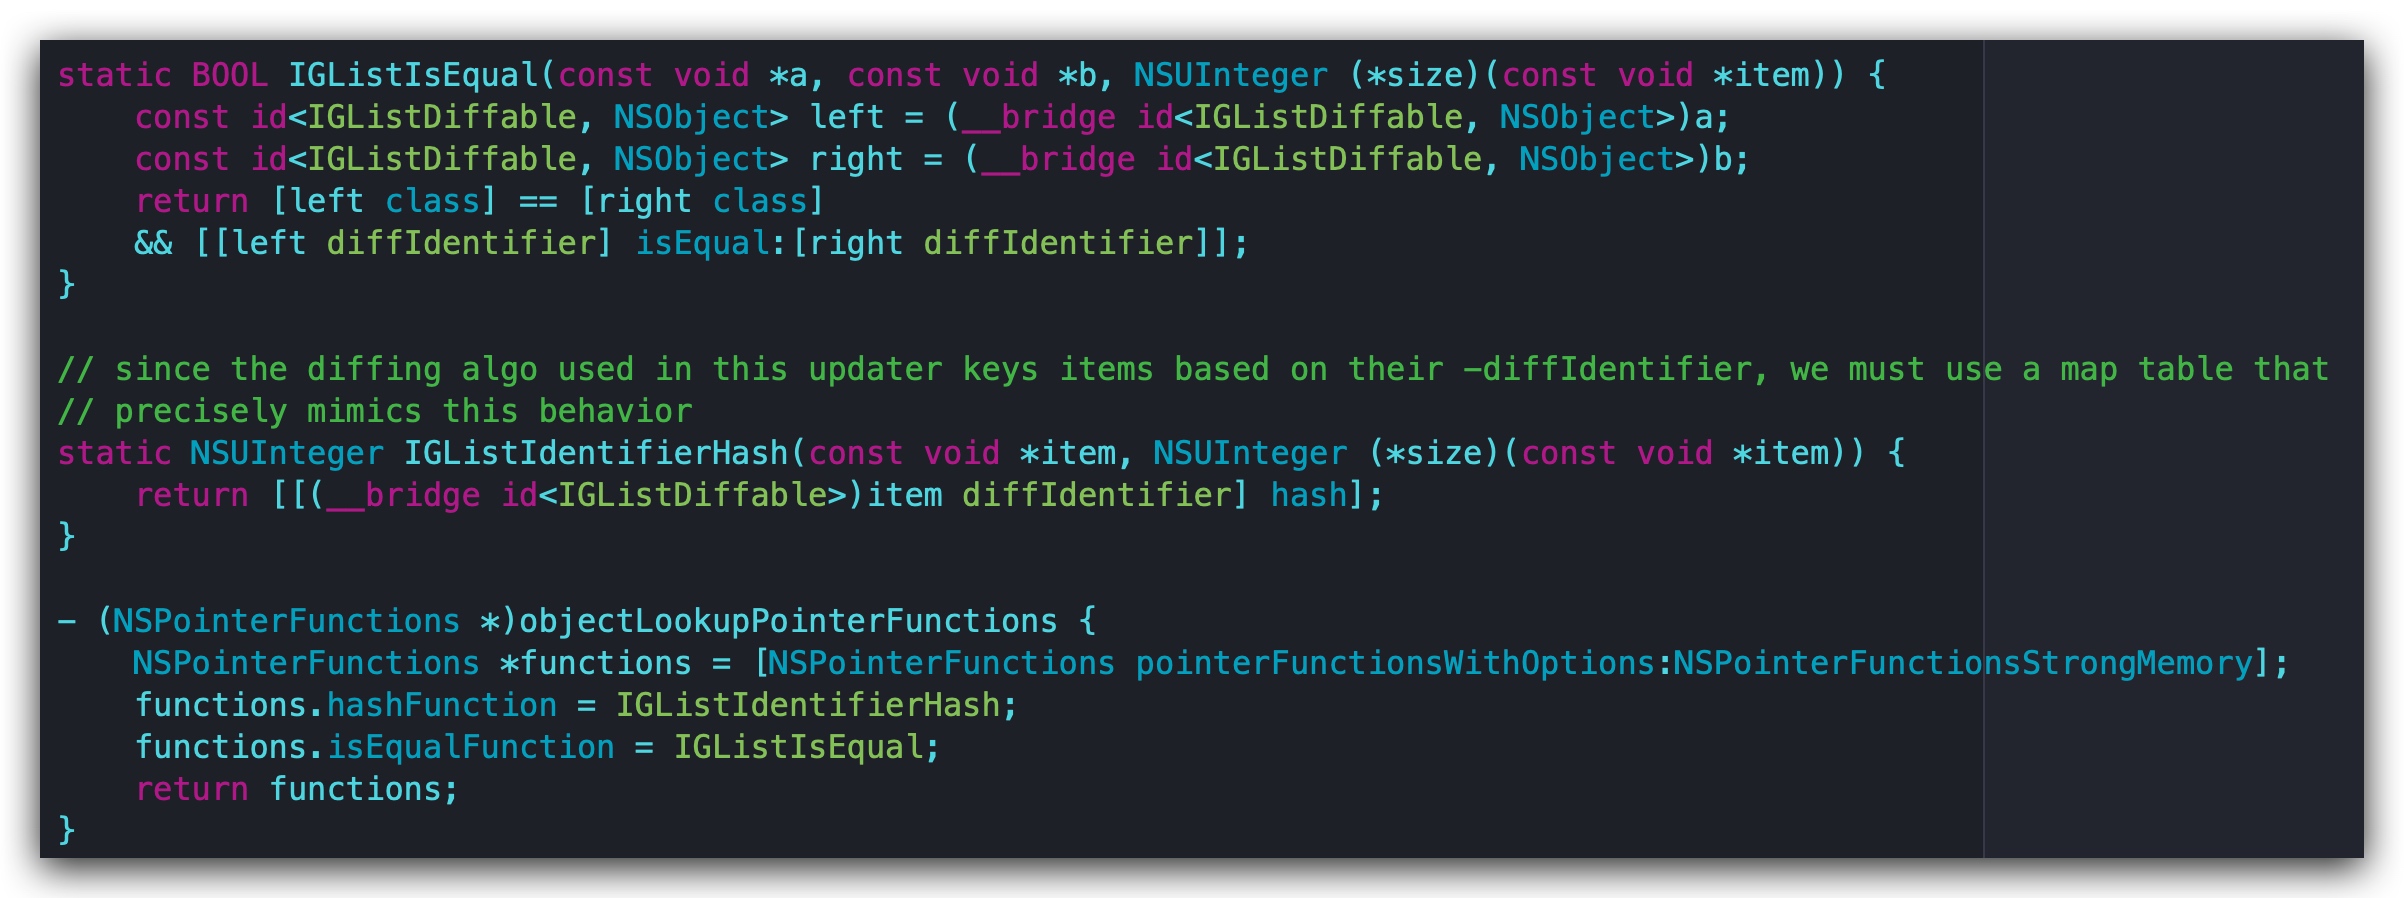 static BOOL IGListIsEqual(const void *a, const void *b, NSUInteger (*size)(const void *item)) {
    const id<IGListDiffable, NSObject> left = (__bridge id<IGListDiffable, NSObject>)a;
    const id<IGListDiffable, NSObject> right = (__bridge id<IGListDiffable, NSObject>)b;
    return [left class] == [right class]
    && [[left diffIdentifier] isEqual:[right diffIdentifier]];
}

// since the diffing algo used in this updater keys items based on their -diffIdentifier, we must use a map table that
// precisely mimics this behavior
static NSUInteger IGListIdentifierHash(const void *item, NSUInteger (*size)(const void *item)) {
    return [[(__bridge id<IGListDiffable>)item diffIdentifier] hash];
}

- (NSPointerFunctions *)objectLookupPointerFunctions {
    NSPointerFunctions *functions = [NSPointerFunctions pointerFunctionsWithOptions:NSPointerFunctionsStrongMemory];
    functions.hashFunction = IGListIdentifierHash;
    functions.isEqualFunction = IGListIsEqual;
    return functions;
}